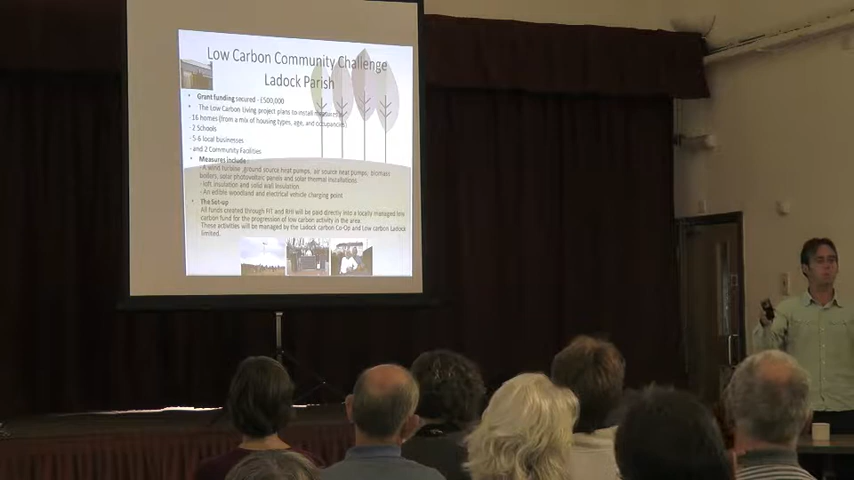 Low Carbon Community Challenge
Ladock Parish
• Grant funding secured - £500,000
• The Low Carbon Living project plans to install measures in
16 homes (from a mix of housing types, age, and occupancies)
- 2 Schools
- 5-6 local businesses
- and 2 Community Facilities
• Measures include
- A wind turbine ,ground source heat pumps, air source heat pumps, biomass
boilers, solar photovoltaic panels and solar thermal installations
- loft insulation and solid wall insulation
- An edible woodland and electrical vehicle charging point
• The Set-up
All funds created through FIT and RHI will be paid directly into a locally managed low
carbon fund for the progression of low carbon activity in the area.
These activities will be managed by the Ladock carbon Co-Op and Low carbon Ladock
limited.